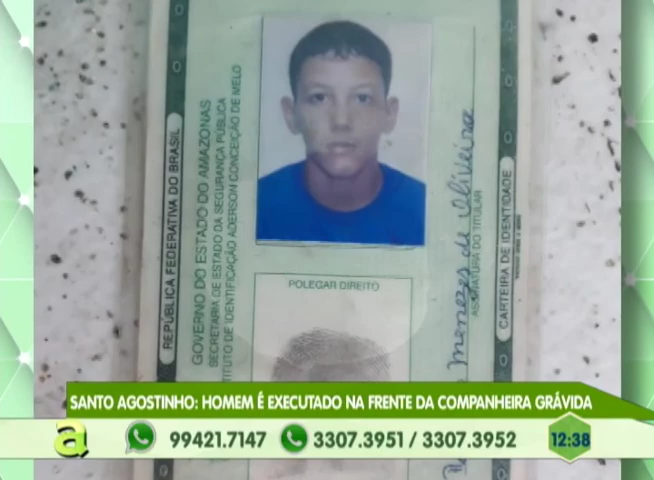 REPÚBLICA FEDERATIVA DO BRASIL
GOVERNO DO ESTADO DO AMAZONAS
SECRETARIA DE ESTADO DA SEGURANÇA PÚBLICA
INSTITUTO DE IDENTIFICAÇÃO ADERSON CONCEIÇÃO DE MELO
POLEGAR DIREITO
Menezes de Oliveira
ASSINATURA DO TITULAR
CARTEIRA DE IDENTIDADE
SANTO AGOSTINHO: HOMEM É EXECUTADO NA FRENTE DA COMPANHEIRA GRÁVIDA
a 99421.7147 3307.3951 / 3307.3952 12:38